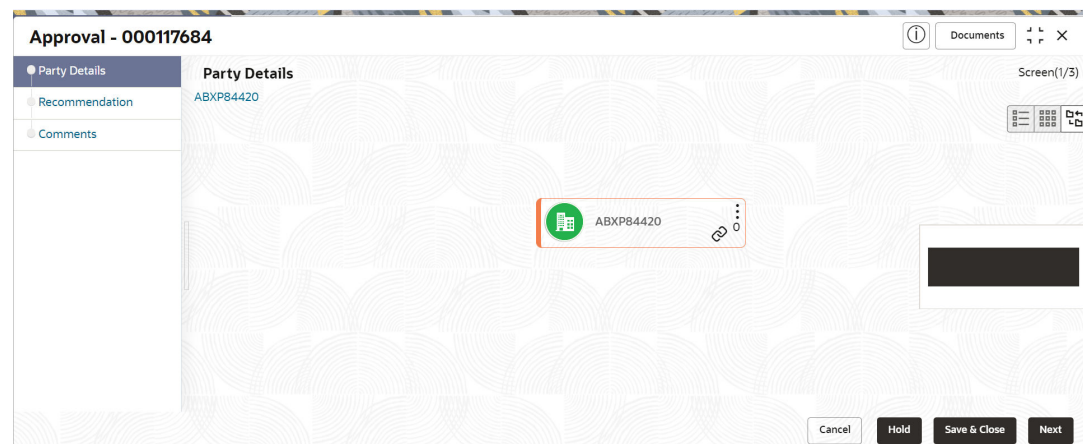 Approval - 000117684
Documents
Party Details
Recommendation
Comments
Party Details
Screen(1/3)
ABXP84420
ABXP84420
0
Cancel
Hold
Save & Close
Next